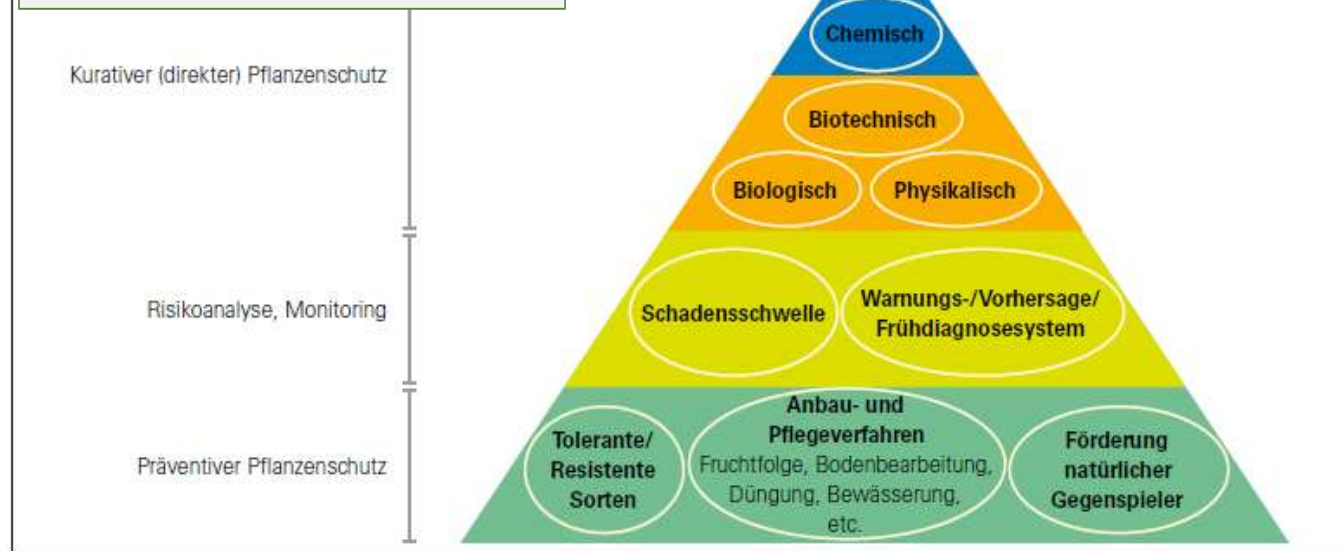 Kurativer (direkter) Pflanzenschutz
Chemisch
Biotechnisch
Biologisch
Physikalisch
Risikoanalyse, Monitoring
Schadensschwelle
Warnungs-/Vorhersage/
Frühdiagnosesystem
Präventiver Pflanzenschutz
Tolerante/
Resistente
Sorten
Anbau- und
Pflegeverfahren
Fruchtfolge, Bodenbearbeitung,
Düngung, Bewässerung,
etc.
Förderung
natürlicher
Gegenspieler